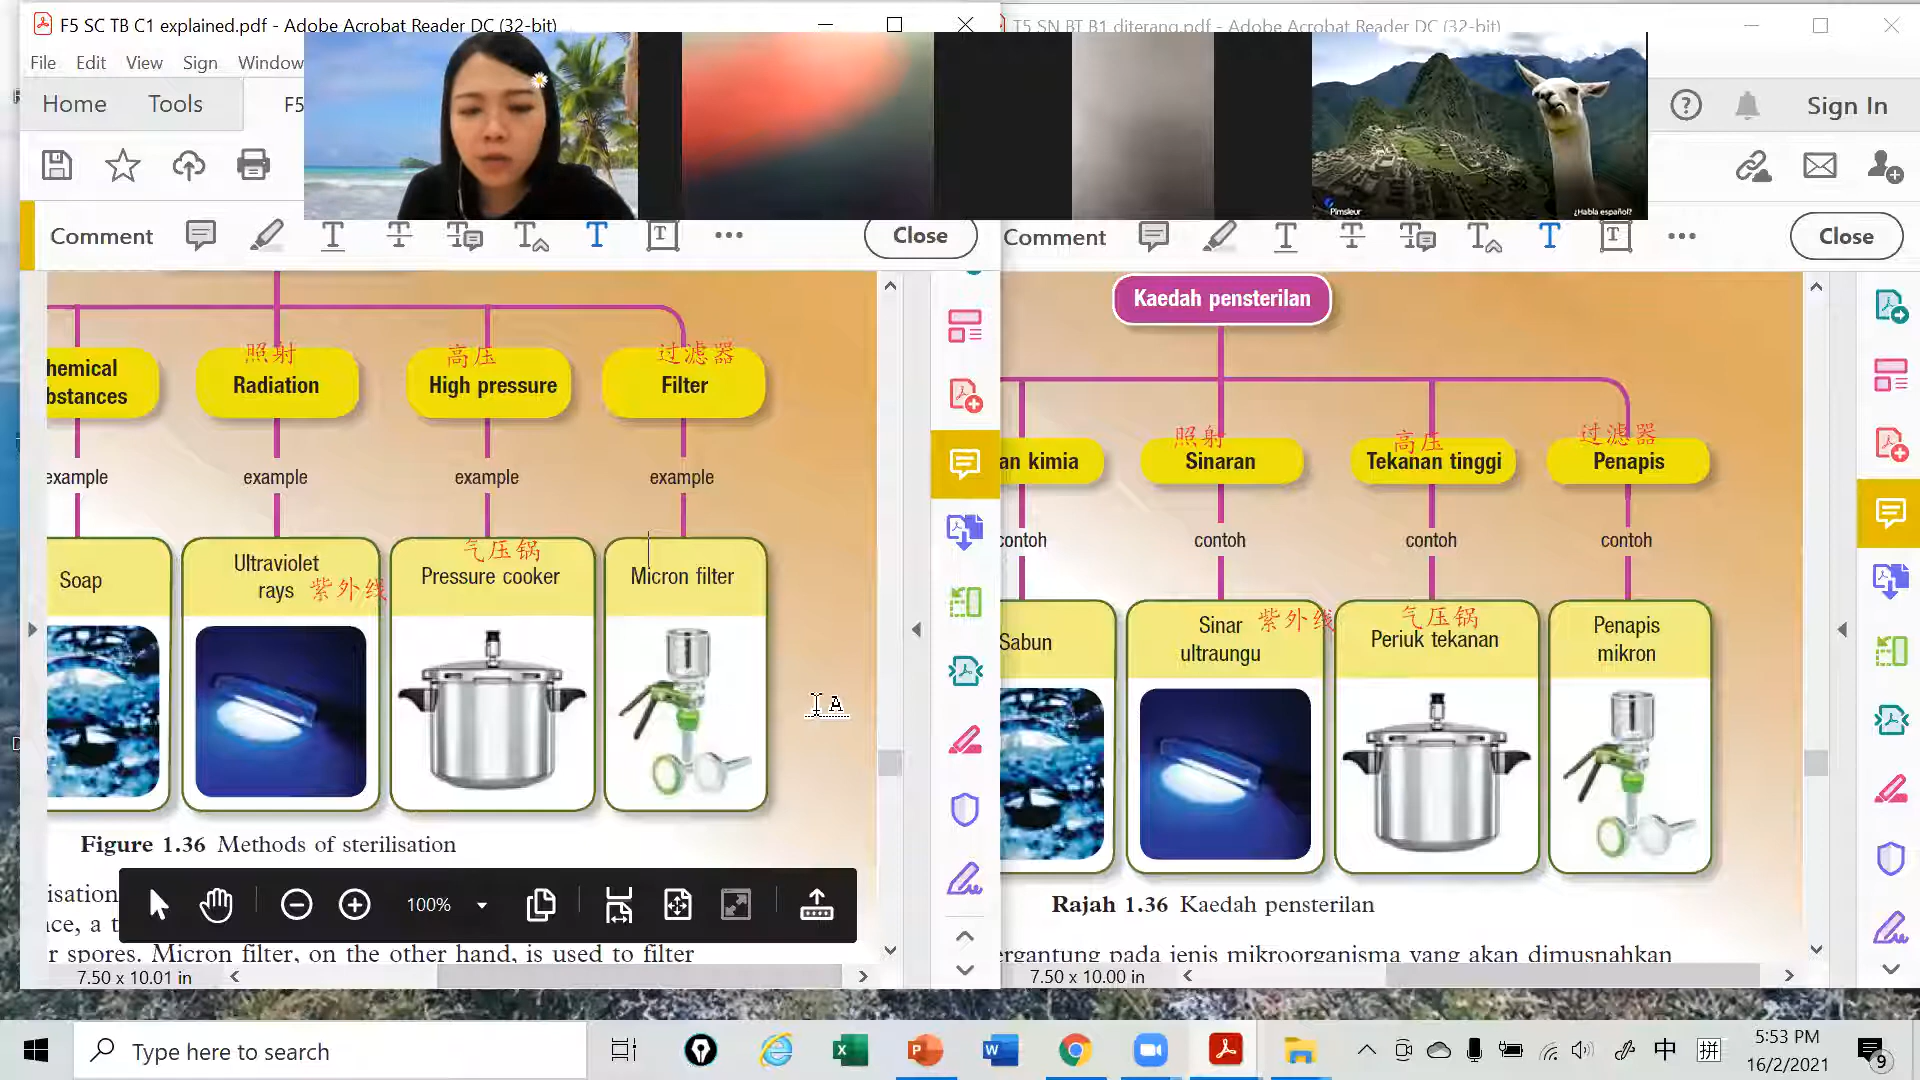 F5 SC TB C1 explained.pdf - Adobe Acrobat Reader DC (32-bit)
T5 SN BT B1 diterang.pdf - Adobe Acrobat Reader DC (32-bit)
File Edit View Sign Window
Home Tools F5
Sign In
Pimsleur
¿Habla español?
Comment
Close
Comment
Close
照射
高压
过滤器
hemical
bstances
Radiation
High pressure
Filter
example
example
example
example
Soap
Ultraviolet
rays 紫外线
气压锅
Pressure cooker
Micron filter
Figure 1.36 Methods of sterilisation
isation
ce, a t
r spores. Micron filter, on the other hand, is used to filter
100%
7.50 x 10.01 in
Kaedah pensterilan
照射
高压
过滤器
an kimia
Sinaran
Tekanan tinggi
Penapis
contoh
contoh
contoh
contoh
Sabun
Sinar
ultraungu
紫外线
气压锅
Periuk tekanan
Penapis
mikron
Rajah 1.36 Kaedah pensterilan
ergantung pada jenis mikroorganisma yang akan dimusnahkan
7.50 x 10.00 in
Type here to search
中
拼
5:53 PM
16/2/2021
9